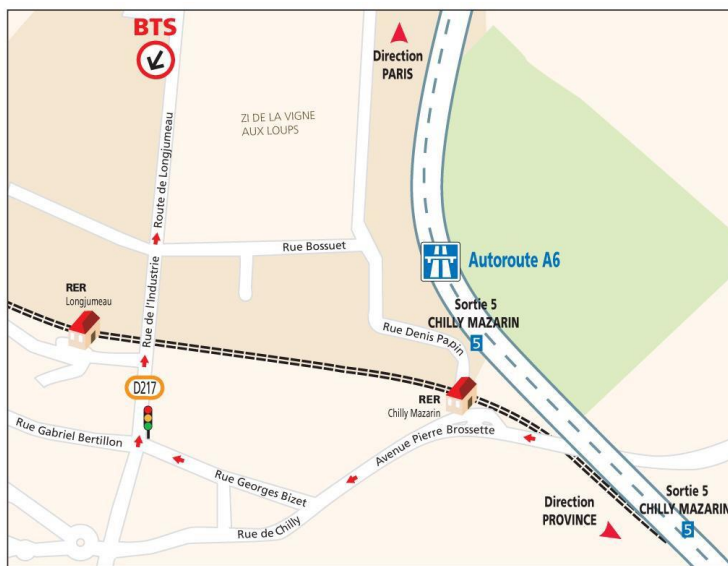 BTS
Direction
PARIS
ZI DE LA VIGNE
AUX LOUPS
Route de Longjumeau
Rue Bossuet
Autoroute A6
RER
Longjumeau
Rue de l'Industrie
Sortie 5
CHILLY MAZARIN
5
Rue Denis Papin
D217
RER
Chilly Mazarin
Rue Gabriel Bertillon
Avenue Pierre Brossette
Rue Georges Bizet
Rue de Chilly
Direction
PROVINCE
Sortie 5
CHILLY MAZARIN
5